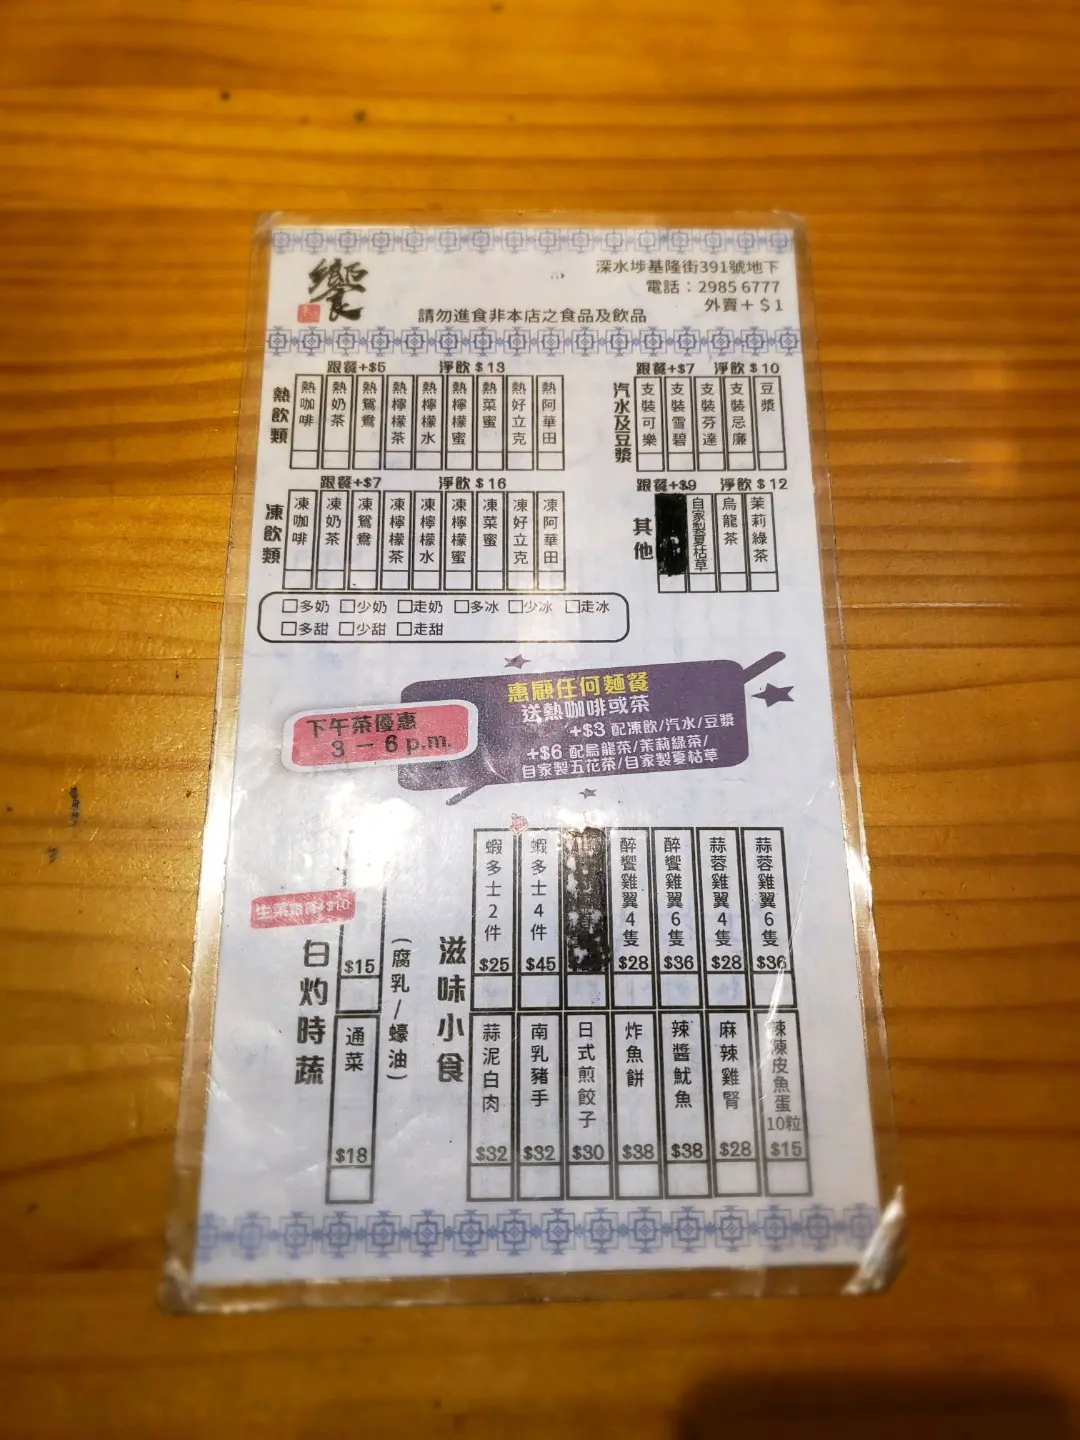 饗
深水埗基隆街391號地下
電話：2985 6777
外賣＋＄1
請勿進食非本店之食品及飲品
熱飲類
跟餐+$5 淨飲$13
熱咖啡
熱奶茶
熱鴛鴦
熱檸檬茶
熱檸檬水
熱檸檬蜜
熱菜蜜
熱好立克
熱阿華田
汽水及豆漿
跟餐+$7 淨飲$10
支裝可樂
支裝雪碧
支裝芬達
支裝忌廉
豆漿
凍飲類
跟餐+$7 淨飲$16
凍咖啡
凍奶茶
凍鴛鴦
凍檸檬茶
凍檸檬水
凍檸檬蜜
凍菜蜜
凍好立克
凍阿華田
其他
跟餐+$9 淨飲$12
自家製夏枯草
烏龍茶
茉莉綠茶
□多奶 □少奶 □走奶 □多冰 □少冰 □走冰
□多甜 □少甜 □走甜
下午茶優惠
3 － 6 p.m.
惠顧任何麵餐
送熱咖啡或茶
+$3 配凍飲/汽水/豆漿
+$6 配烏龍茶/茉莉綠茶/
自家製五花茶/自家製夏枯草
白灼時蔬
(腐乳/蠔油)
$15
通菜 $18
滋味小食
蝦多士2件 $25
蝦多士4件 $45
醉饗雞翼4隻 $28
醉饗雞翼6隻 $36
蒜蓉雞翼4隻 $28
蒜蓉雞翼6隻 $36
蒜泥白肉 $32
南乳豬手 $32
日式煎餃子 $30
炸魚餅 $38
辣醬魷魚 $38
麻辣雞腎 $28
辣陳皮魚蛋10粒 $15